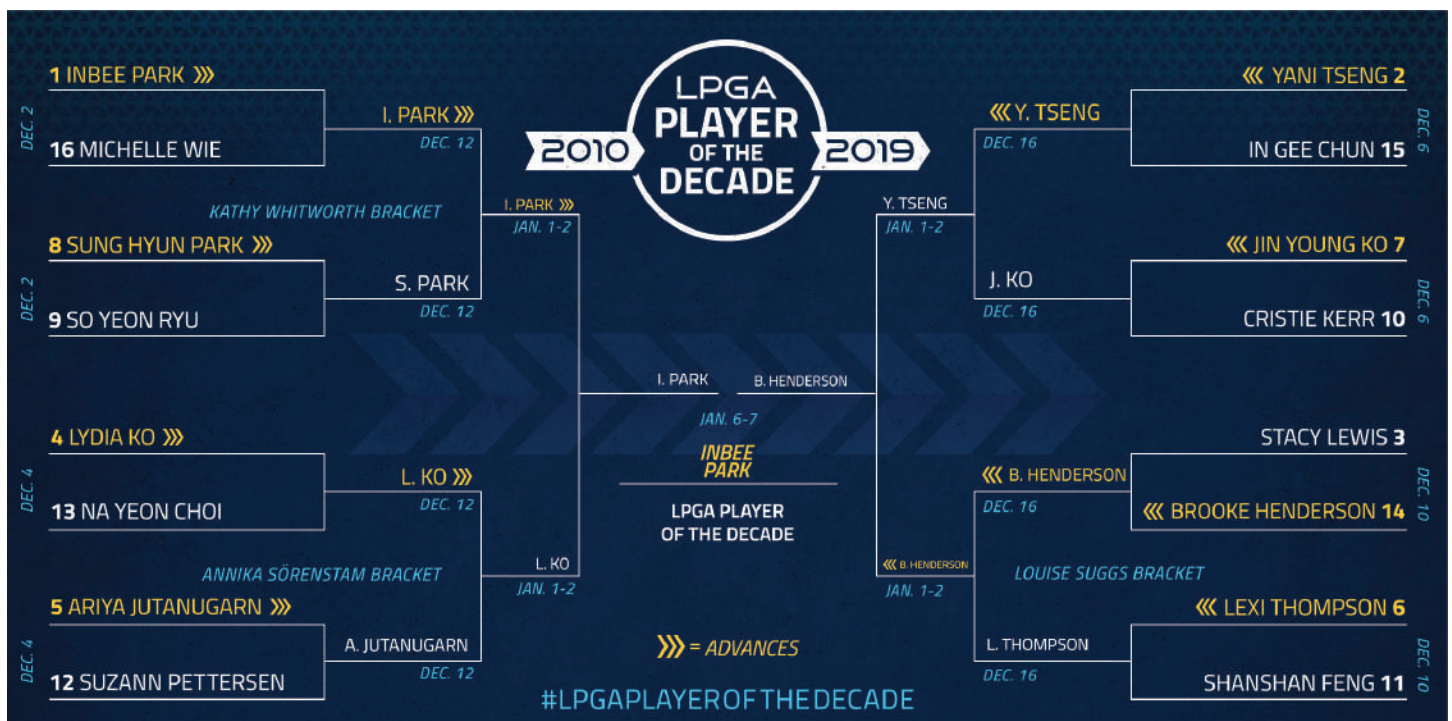 LPGA
PLAYER
OF THE
DECADE
2010
2019
DEC. 2
1 INBEE PARK
16 MICHELLE WIE
I. PARK
DEC. 12
KATHY WHITWORTH BRACKET
DEC. 2
8 SUNG HYUN PARK
9 SO YEON RYU
S. PARK
DEC. 12
I. PARK
JAN. 1-2
DEC. 4
4 LYDIA KO
13 NA YEON CHOI
L. KO
DEC. 12
ANNIKA SÖRENSTAM BRACKET
DEC. 4
5 ARIYA JUTANUGARN
12 SUZANN PETTERSEN
A. JUTANUGARN
DEC. 12
L. KO
JAN. 1-2
I. PARK
B. HENDERSON
JAN. 6-7
INBEE
PARK
LPGA PLAYER
OF THE DECADE
= ADVANCES
#LPGAPLAYEROFTHEDECADE
YANI TSENG 2
IN GEE CHUN 15
DEC. 6
Y. TSENG
DEC. 16
Y. TSENG
JAN. 1-2
JIN YOUNG KO 7
CRISTIE KERR 10
DEC. 6
J. KO
DEC. 16
STACY LEWIS 3
BROOKE HENDERSON 14
DEC. 10
B. HENDERSON
DEC. 16
B. HENDERSON
JAN. 1-2
LOUISE SUGGS BRACKET
LEXI THOMPSON 6
SHANSHAN FENG 11
DEC. 10
L. THOMPSON
DEC. 16